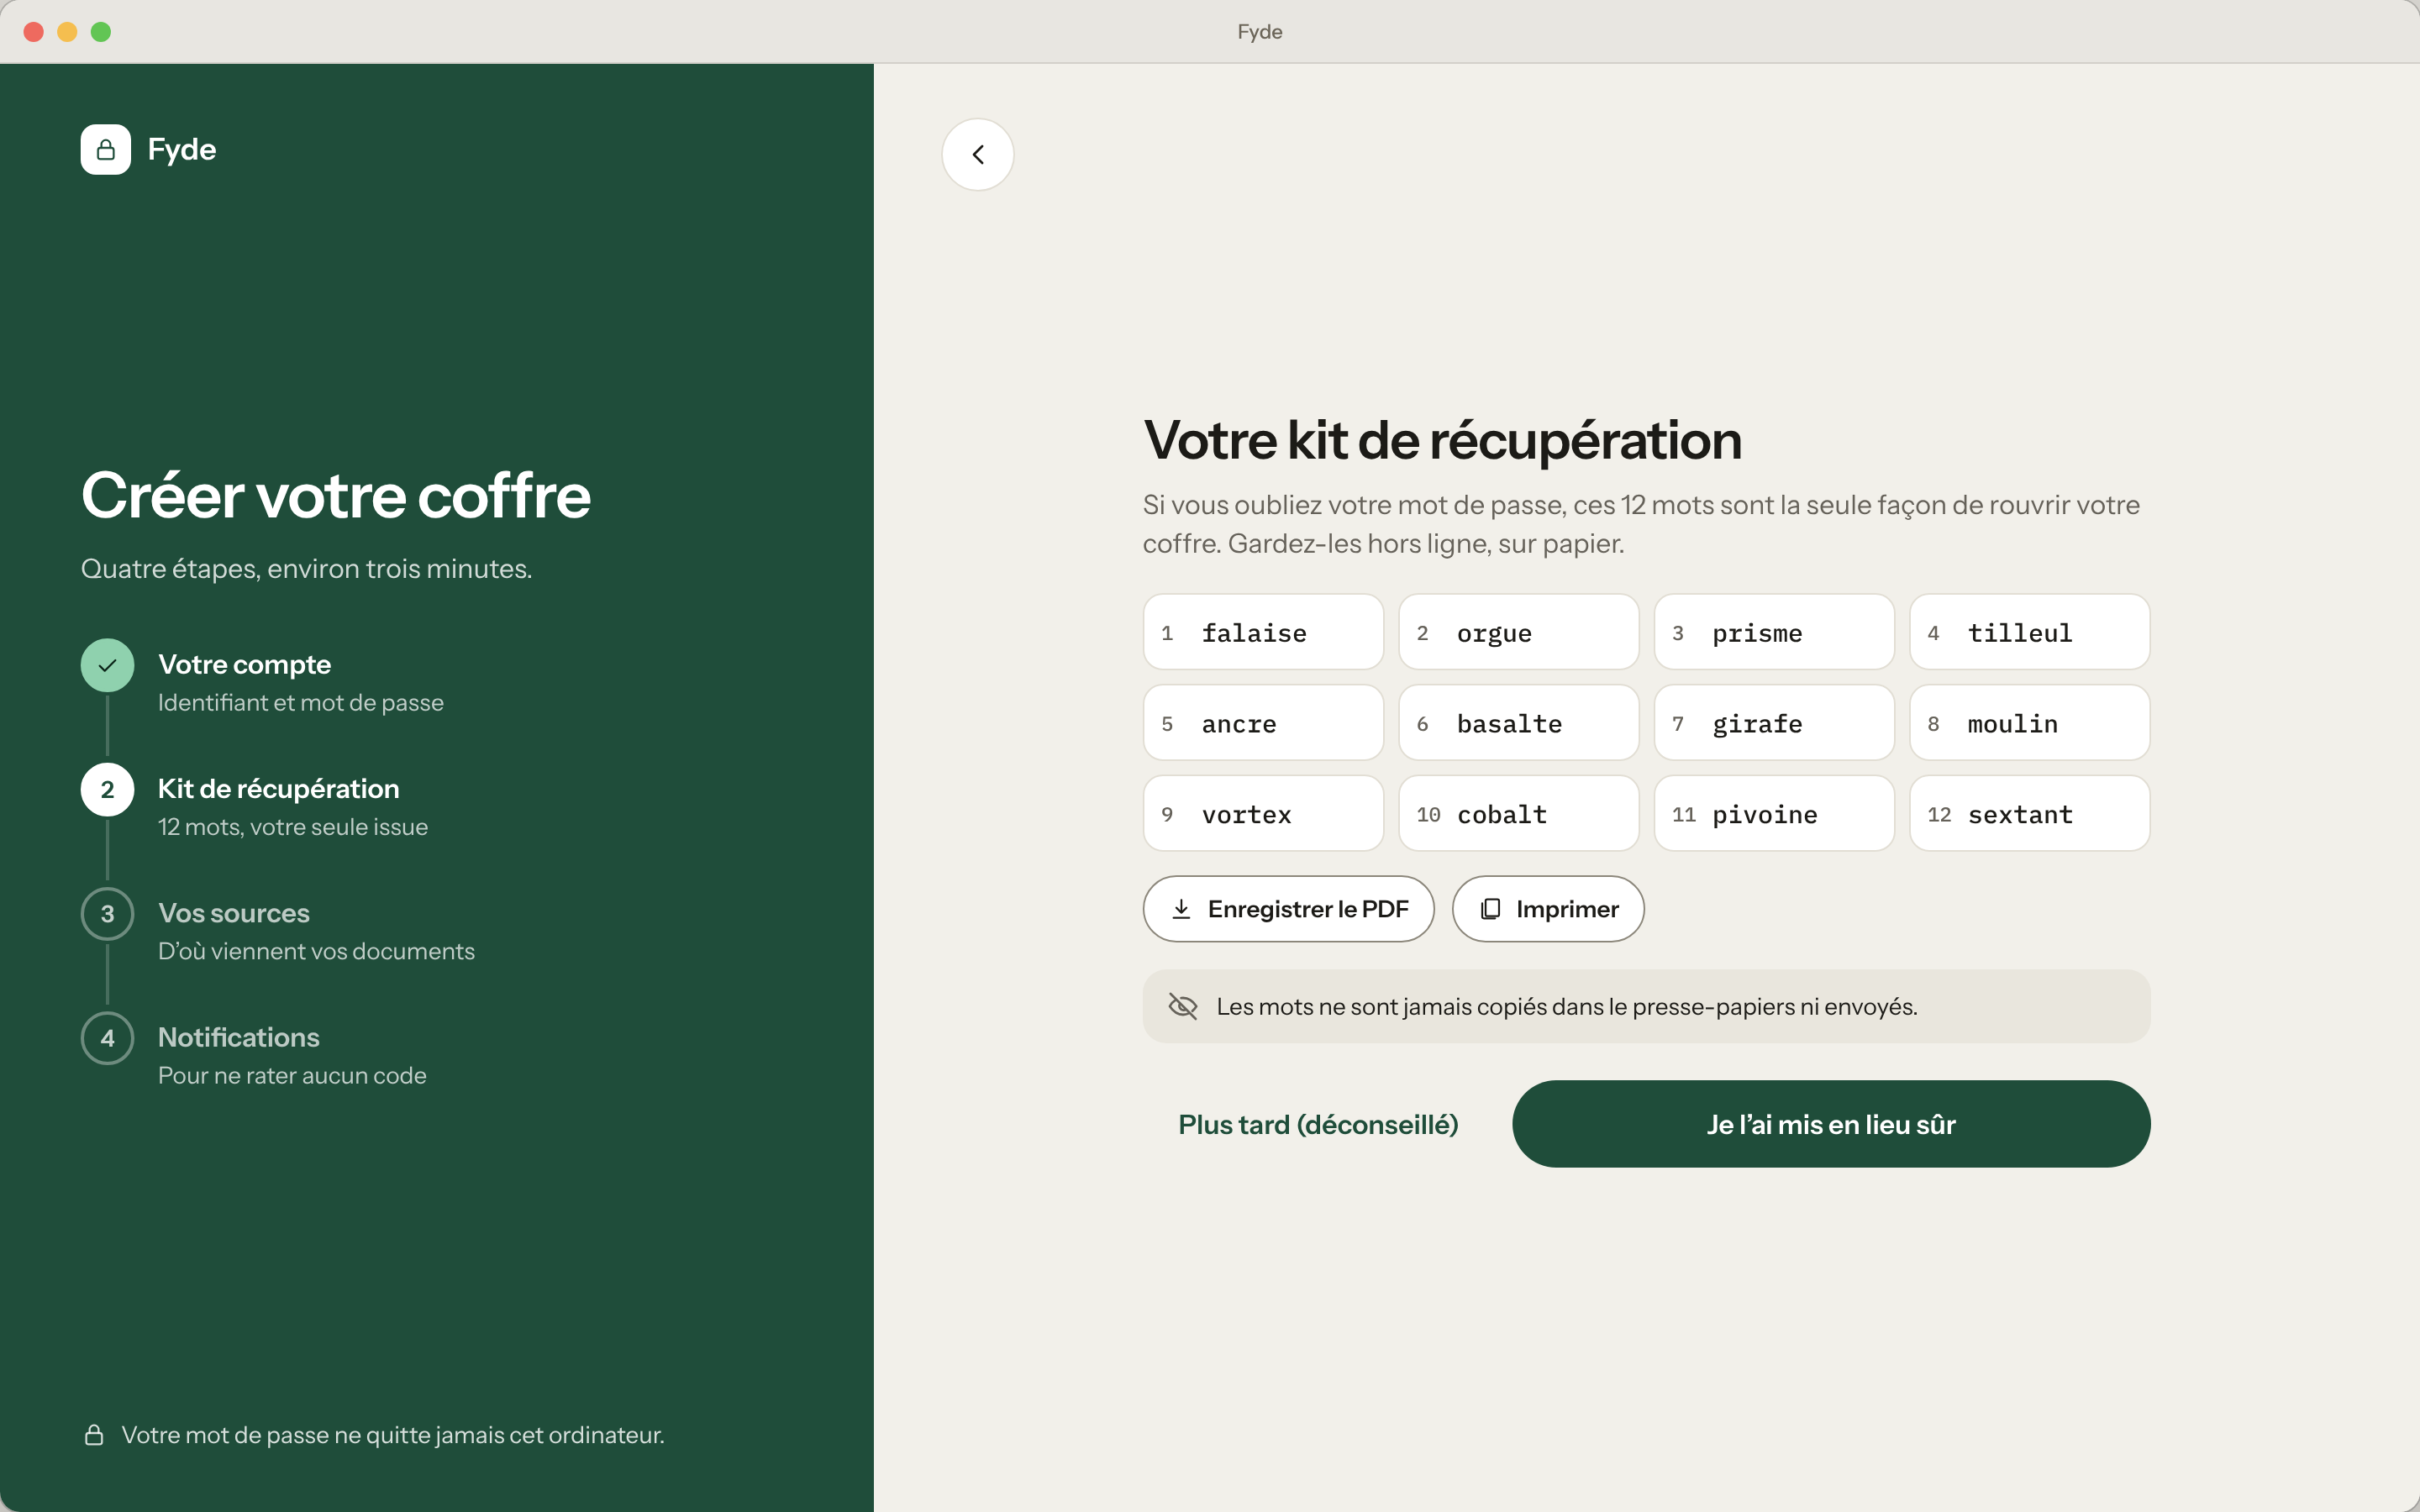 Fyde
Fyde
Créer votre coffre
Quatre étapes, environ trois minutes.
Votre compte
Identifiant et mot de passe
2
Kit de récupération
12 mots, votre seule issue
3
Vos sources
D’où viennent vos documents
4
Notifications
Pour ne rater aucun code
Votre mot de passe ne quitte jamais cet ordinateur.
Votre kit de récupération
Si vous oubliez votre mot de passe, ces 12 mots sont la seule façon de rouvrir votre
coffre. Gardez-les hors ligne, sur papier.
1 falaise 2 orgue 3 prisme 4 tilleul
5 ancre 6 basalte 7 girafe 8 moulin
9 vortex 10 cobalt 11 pivoine 12 sextant
Enregistrer le PDF Imprimer
Les mots ne sont jamais copiés dans le presse-papiers ni envoyés.
Plus tard (déconseillé) Je l’ai mis en lieu sûr